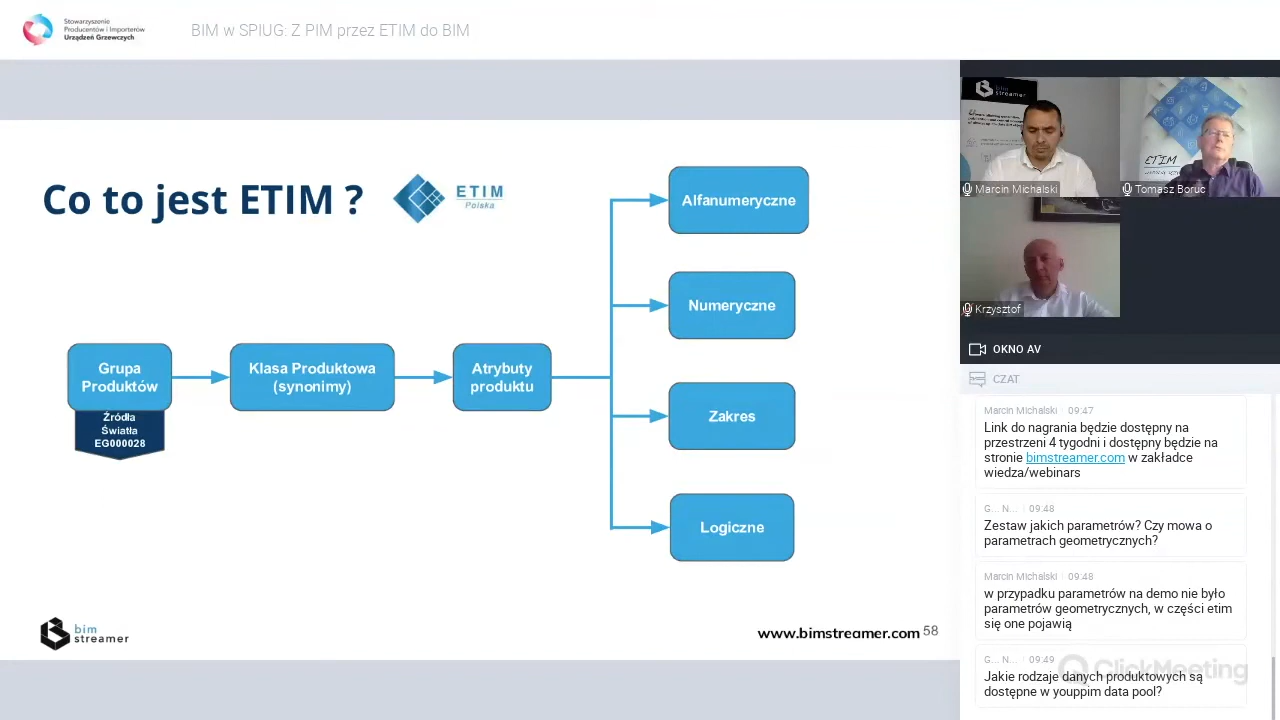 Stowarzyszenie
Producentów i Importerów
Urządzeń Grzewczych
BIM w SPIUG: Z PIM przez ETIM do BIM
Co to jest ETIM ?
ETIM
Polska
Alfanumeryczne
Numeryczne
Grupa
Produktów
Klasa Produktowa
(synonimy)
Atrybuty
produktu
Zakres
Źródła
Światła
EG000028
Logiczne
bim
streamer
www.bimstreamer.com
58
bim
streamer
ETIM
Marcin Michalski
Tomasz Boruc
Krzysztof
OKNO AV
CZAT
Marcin Michalski 09:47
Link do nagrania będzie dostępny na
przestrzeni 4 tygodni i dostępny będzie na
stronie bimstreamer.com w zakładce
wiedza/webinars
G... N... 09:48
Zestaw jakich parametrów? Czy mowa o
parametrach geometrycznych?
Marcin Michalski 09:48
w przypadku parametrów na demo nie było
parametrów geometrycznych, w części etim
się one pojawią
G... N... 09:49
Jakie rodzaje danych produktowych są
dostępne w youppim data pool?
ClickMeeting